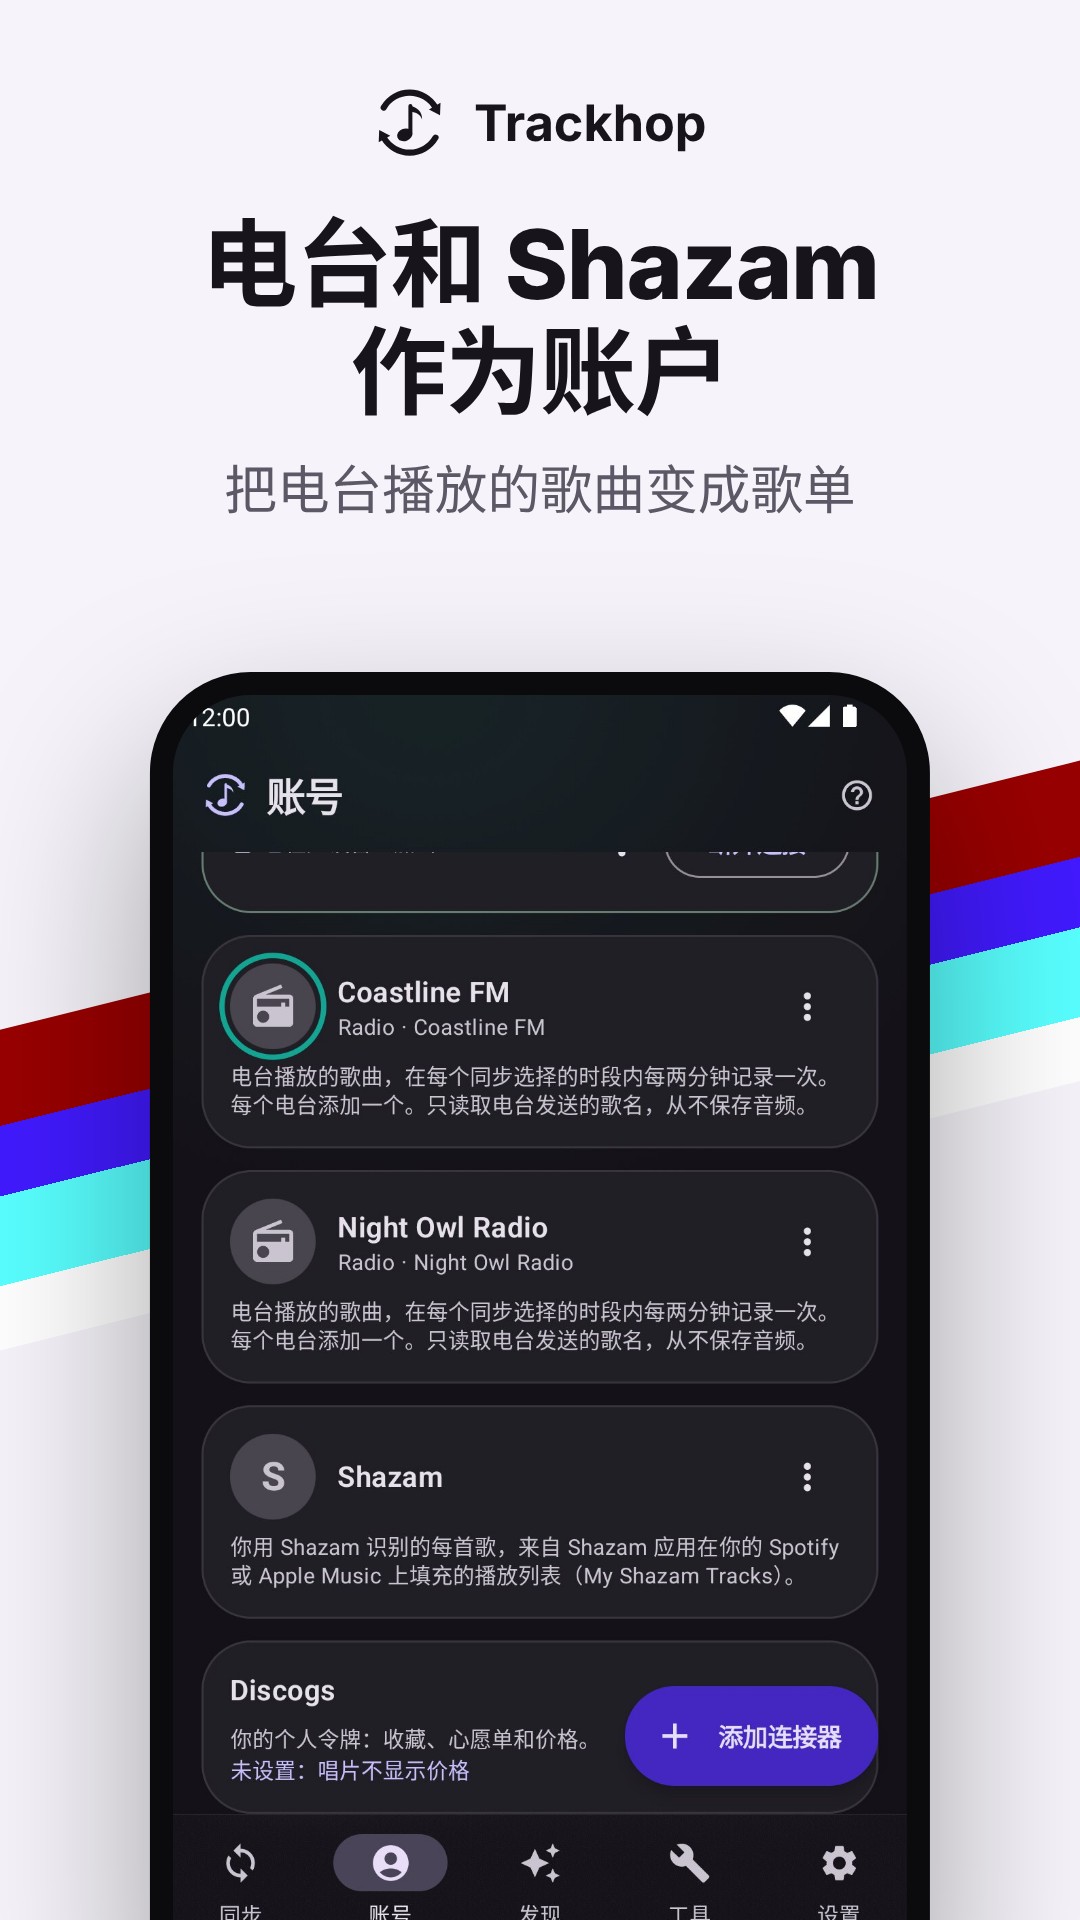 Trackhop
电台和 Shazam
作为账户
把电台播放的歌曲变成歌单
12:00
账号
Coastline FM
Radio · Coastline FM
电台播放的歌曲，在每个同步选择的时段内每两分钟记录一次。
每个电台添加一个。只读取电台发送的歌名，从不保存音频。
Night Owl Radio
Radio · Night Owl Radio
电台播放的歌曲，在每个同步选择的时段内每两分钟记录一次。
每个电台添加一个。只读取电台发送的歌名，从不保存音频。
S
Shazam
你用 Shazam 识别的每首歌，来自 Shazam 应用在你的 Spotify
或 Apple Music 上填充的播放列表（My Shazam Tracks）。
Discogs
你的个人令牌：收藏、心愿单和价格。
未设置：唱片不显示价格
添加连接器
同步 账号 发现 工具 设置